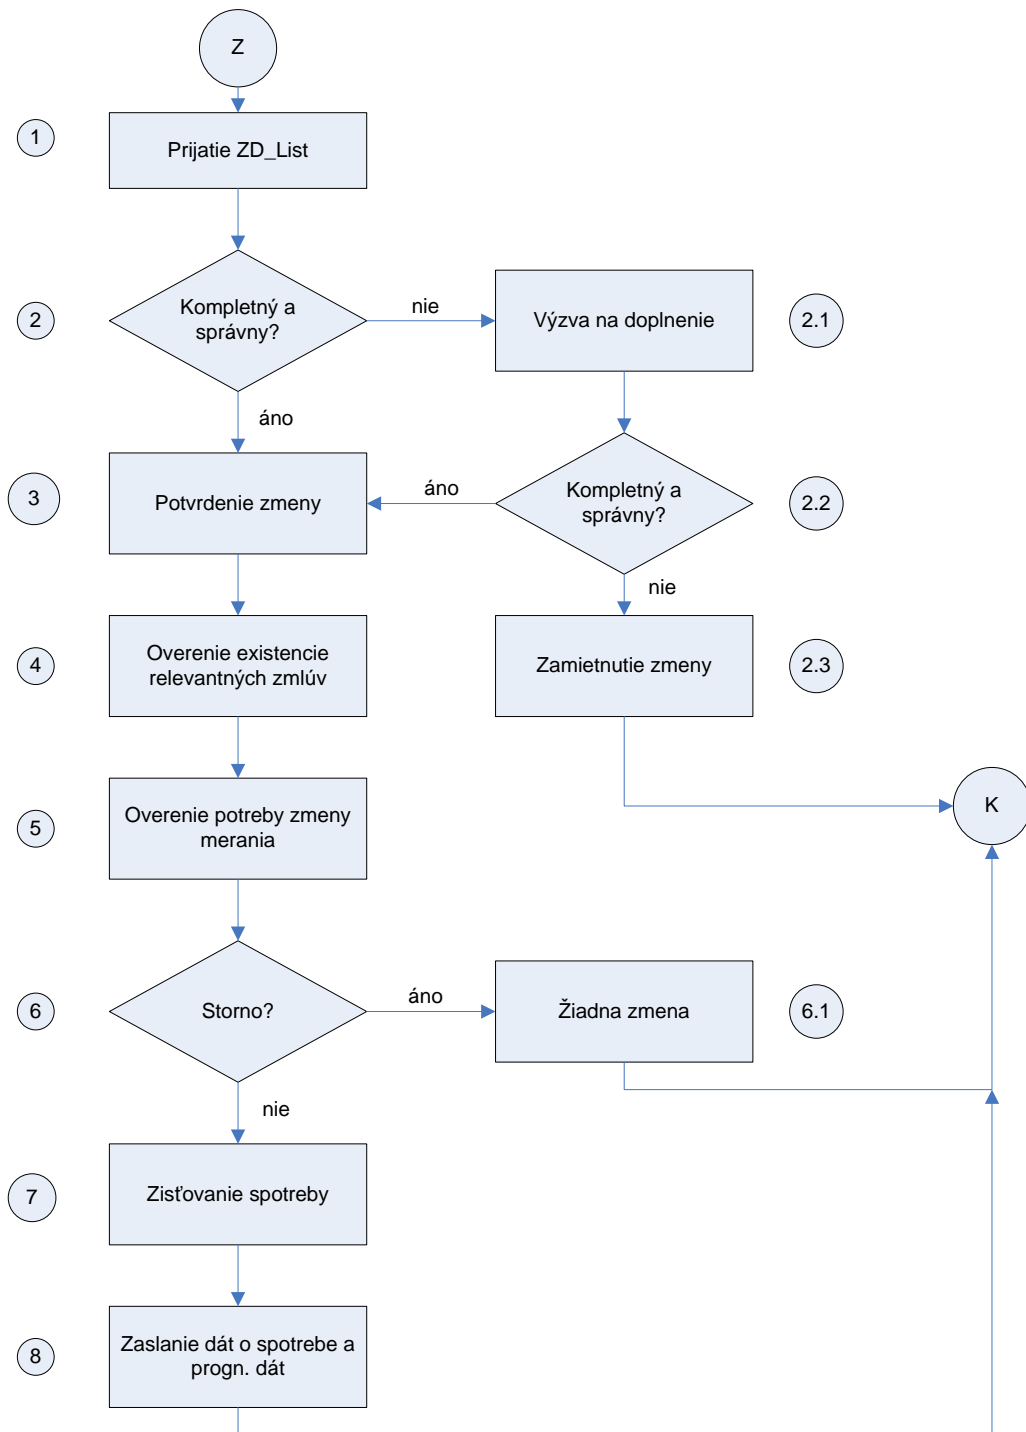 Z
1
Prijatie ZD_List
2
Kompletný a
správny?
nie
Výzva na doplnenie
2.1
áno
3
Potvrdenie zmeny
áno
Kompletný a
správny?
2.2
nie
4
Overenie existencie
relevantných zmlúv
Zamietnutie zmeny
2.3
K
5
Overenie potreby zmeny
merania
6
Storno?
áno
Žiadna zmena
6.1
nie
7
Zisťovanie spotreby
8
Zaslanie dát o spotrebe a
progn. dát